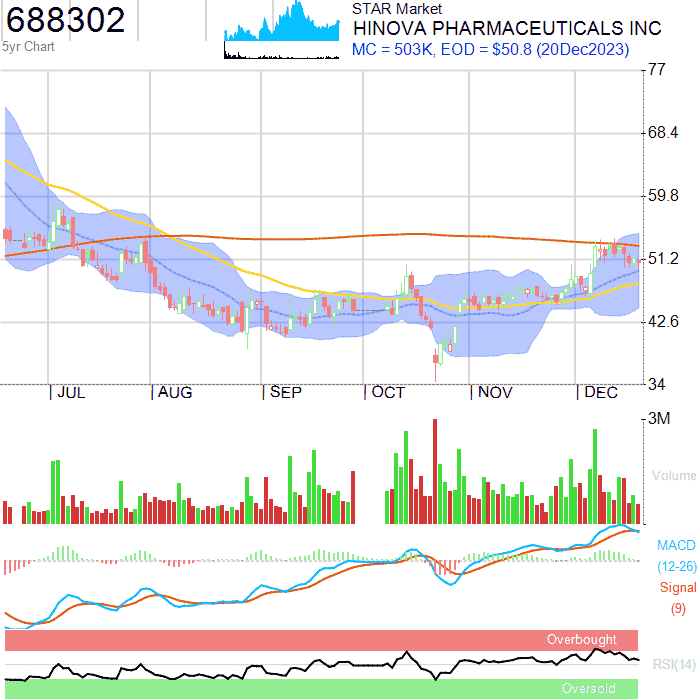 688302
5yr Chart
STAR Market
HINOVA PHARMACEUTICALS INC
MC = 503K, EOD = $50.8 (20Dec2023)
77
68.4
59.8
51.2
42.6
34
JUL AUG SEP OCT NOV DEC
3M
Volume
MACD
(12-26)
Signal
(9)
Overbought
RSI(14)
Oversold